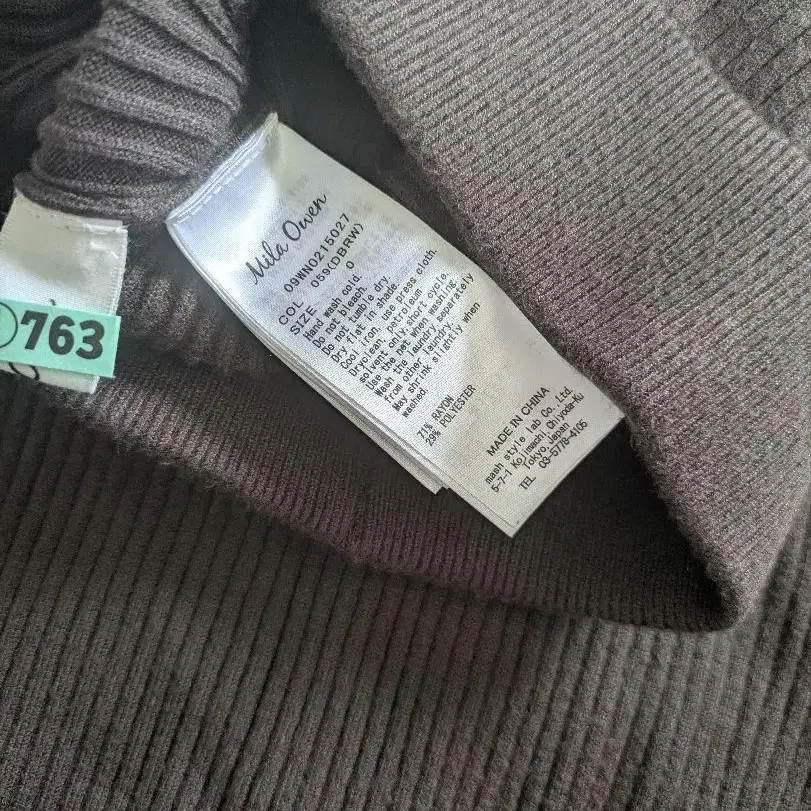 763
Mila Owen
09WN0215027
COL 059(DBRW)
SIZE 0
Hand wash cold.
Do not bleach.
Do not tumble dry.
Dry flat in shade.
Cool iron, use press cloth.
Dryclean, petroleum
solvent only, short cycle.
Use the net when washing.
Wash the laundry separately
from other laundry.
May shrink slightly when
washed.
71% RAYON
29% POLYESTER
MADE IN CHINA
mash style lab Co., Ltd.
5-7-1 Kojimachi Chiyoda-Ku
Tokyo, Japan
TEL 03-5778-4105